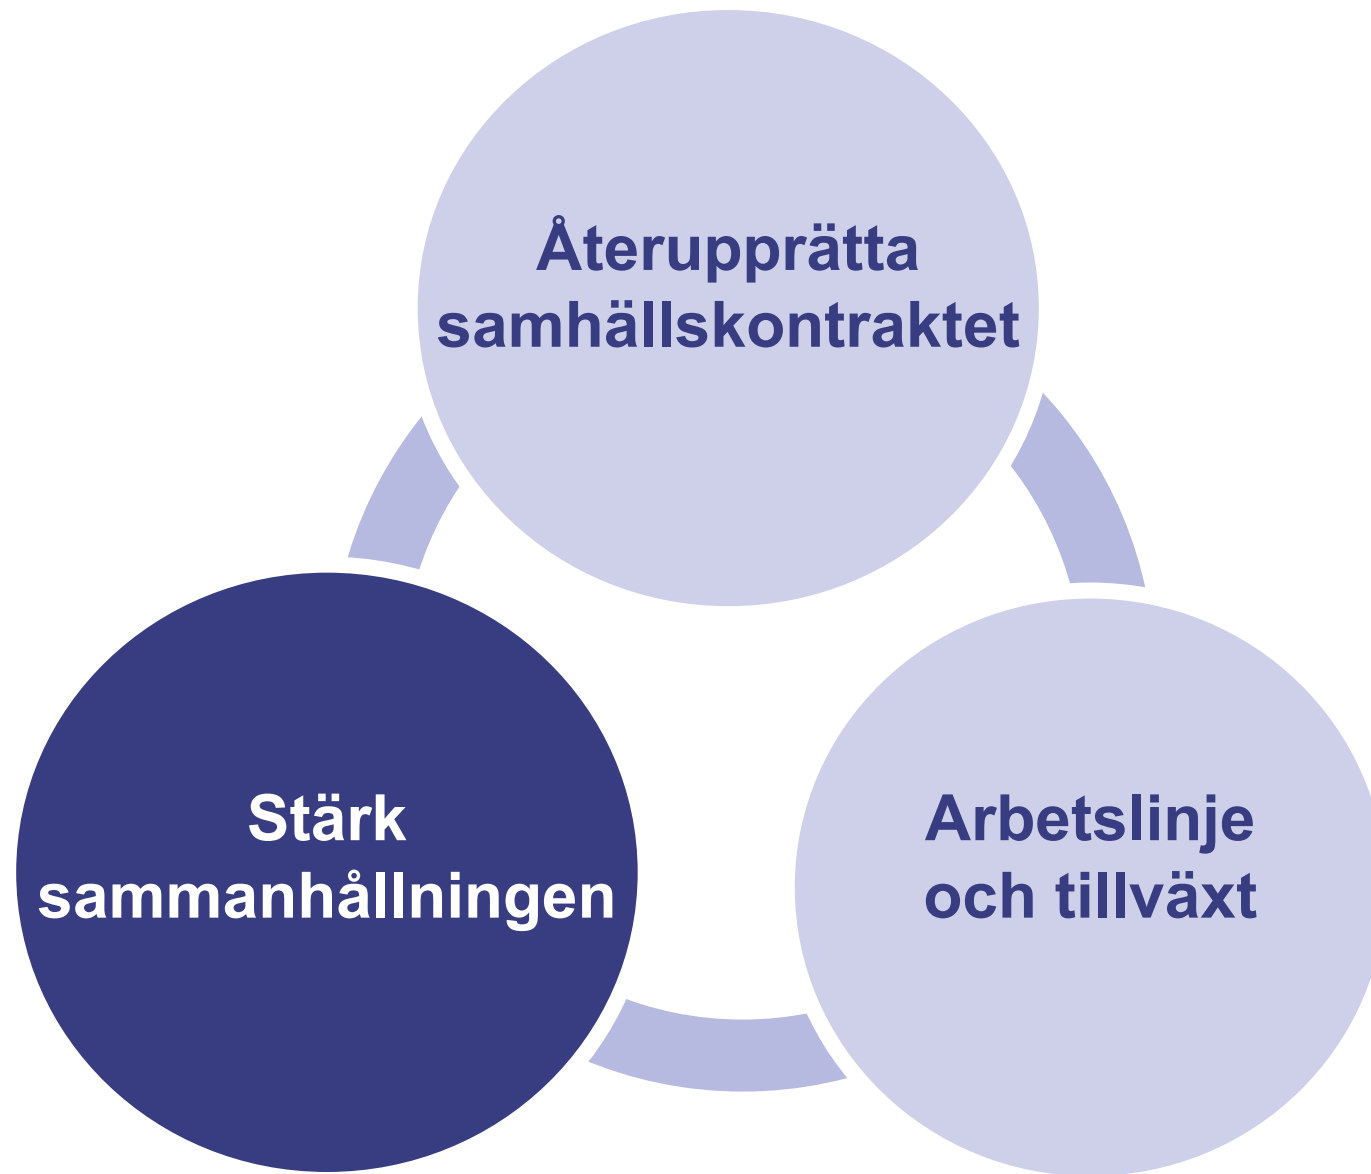 Återupprätta
samhällskontraktet
Stärk
sammanhållningen
Arbetslinje
och tillväxt